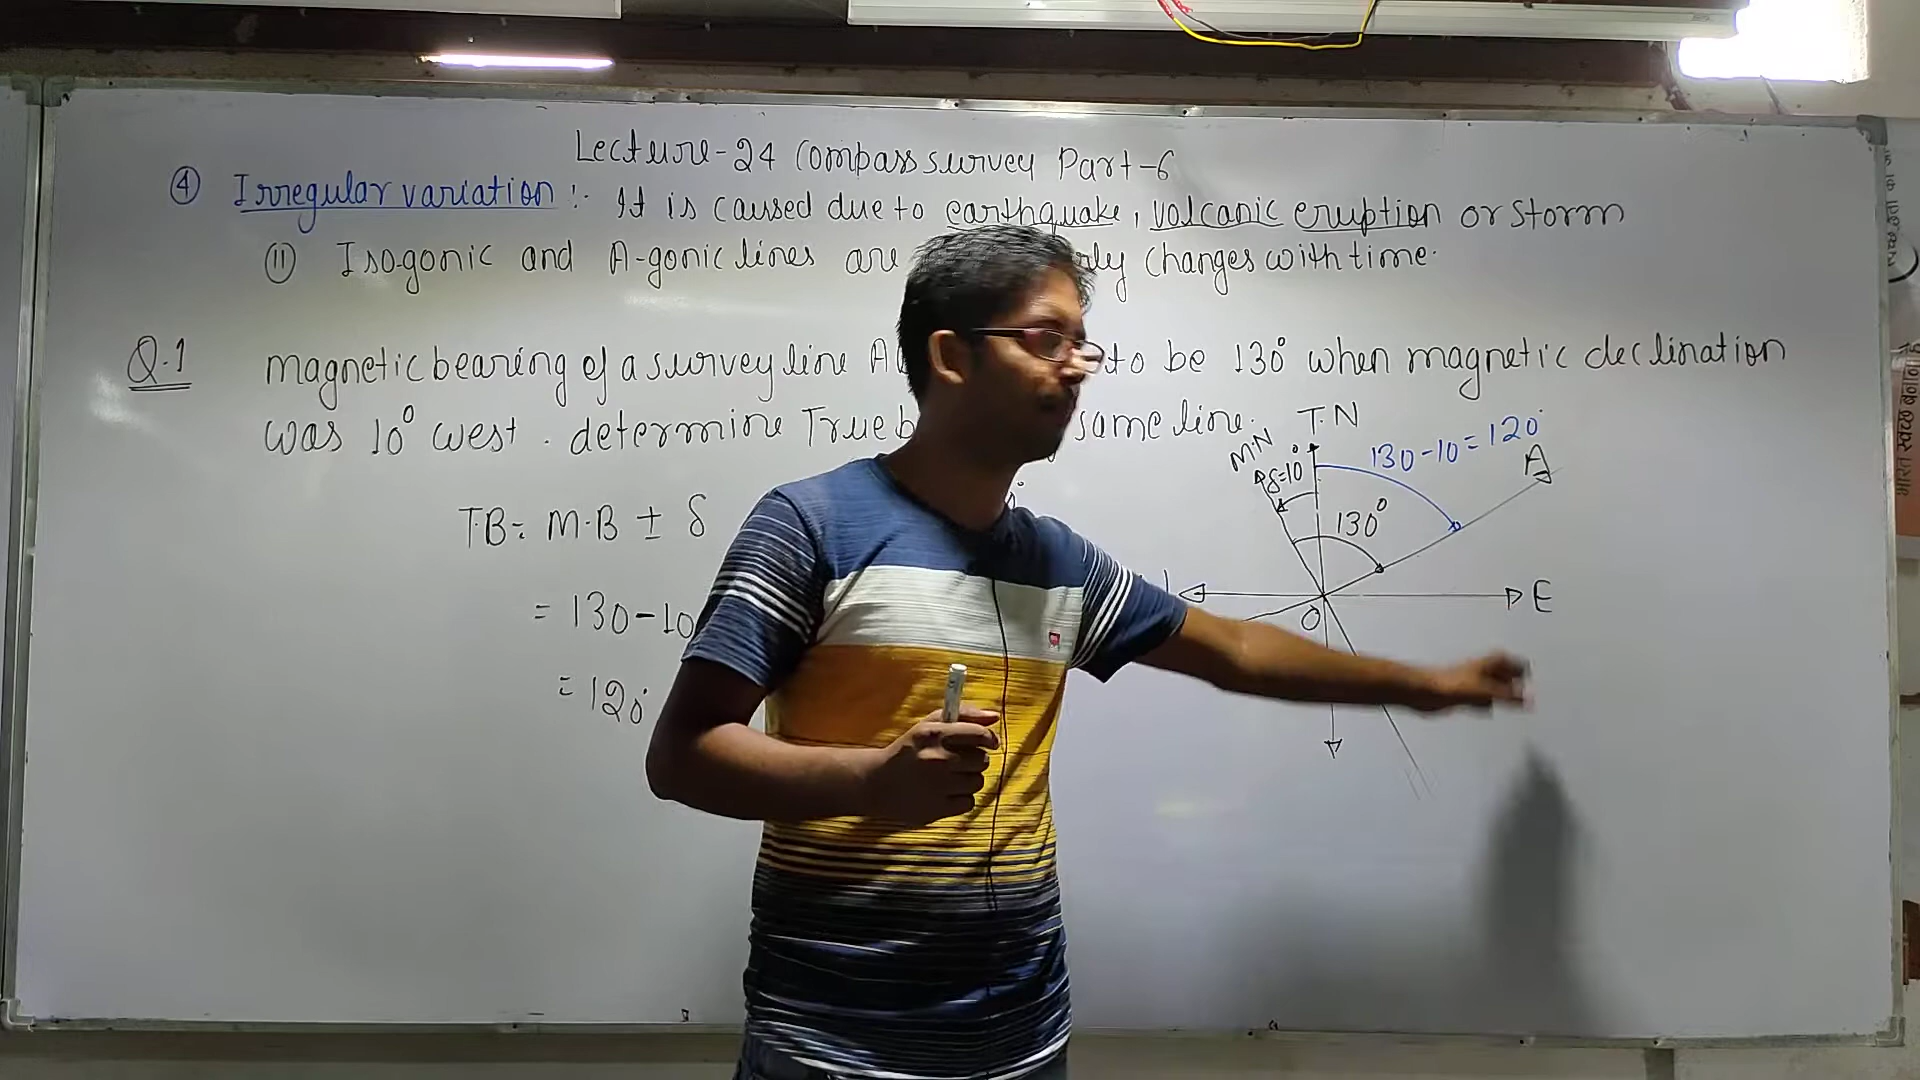 Lecture-24 Compass survey Part-6
④ Irregular variation :- It is caused due to earthquake, volcanic eruption or storm
(11) Isogonic and A-gonic lines are changes with time.
Q.1 magnetic bearing of a survey line to be 130° when magnetic declination
was 10° west. determine True same line.
T.B = M.B ± δ
= 130-10
= 120°
M.N
T.N
δ=10°
130-10=120°
A
130°
E
O